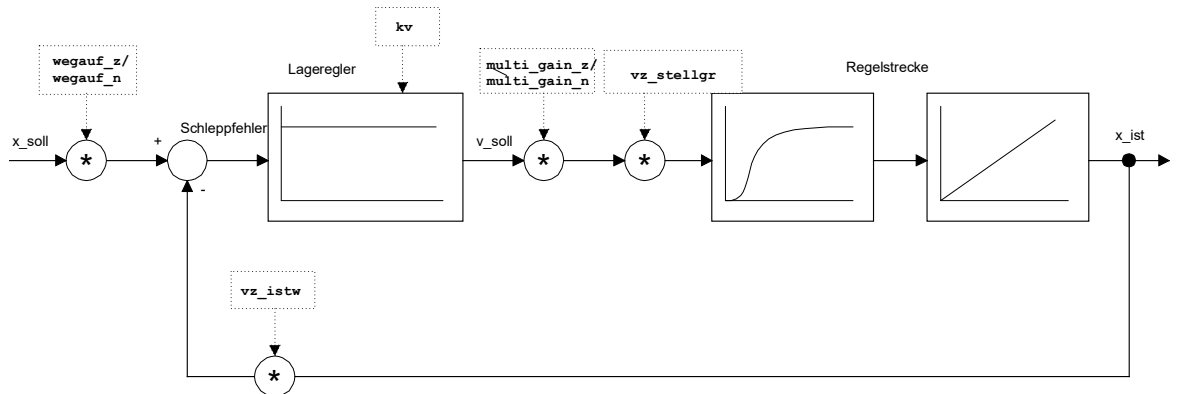 kv
wegauf_z/
wegauf_n
Lageregler
multi_gain_z/
multi_gain_n
vz_stellgr
Regelstrecke
x_soll
*
+
Schleppfehler
-
v_soll
*
*
x_ist
vz_istw
*